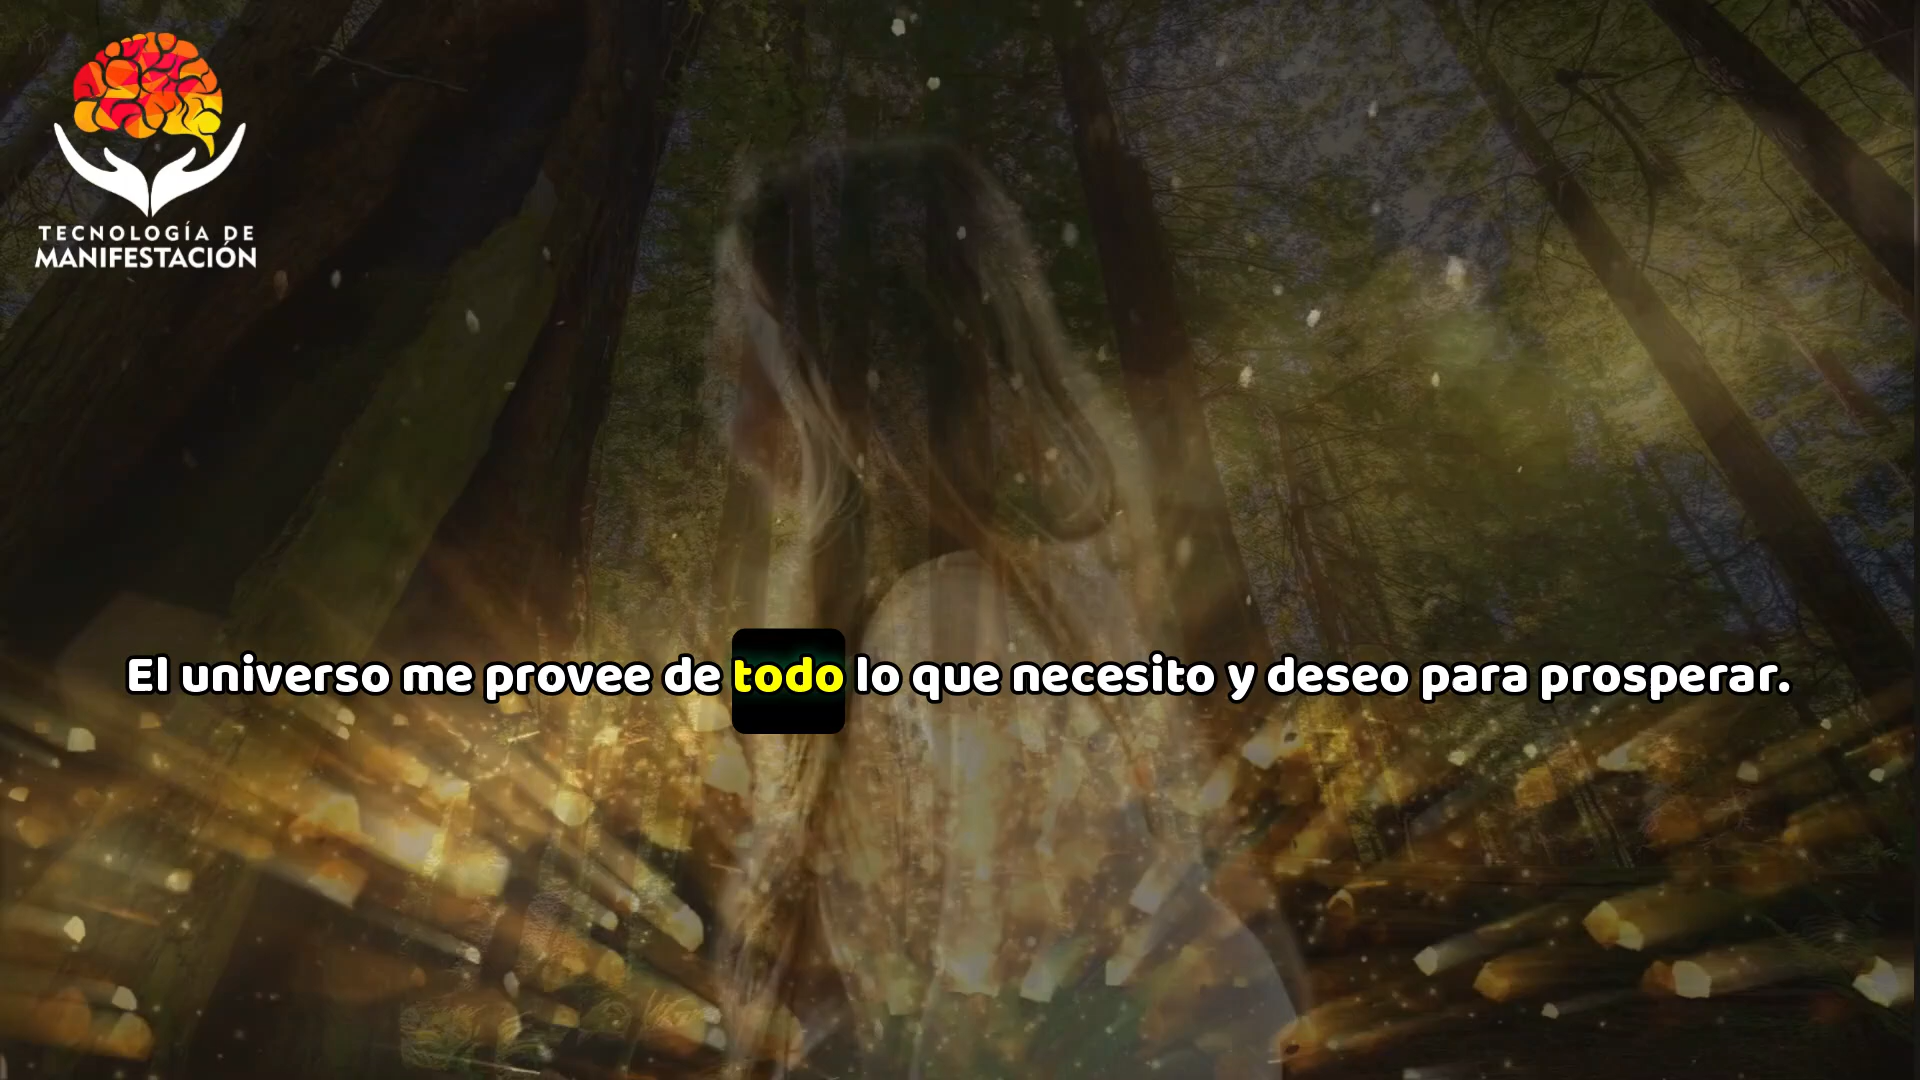 TECNOLOGÍA DE
MANIFESTACIÓN
El universo me provee de todo lo que necesito y deseo para prosperar.